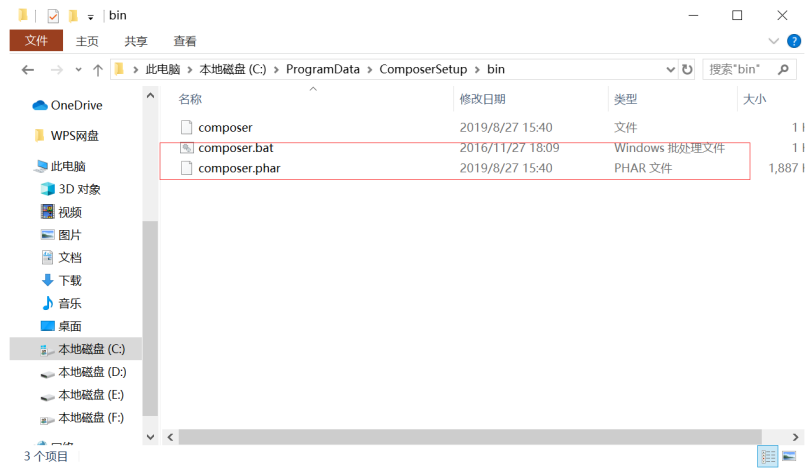 bin
文件 主页 共享 查看
此电脑 本地磁盘 (C:) ProgramData ComposerSetup bin 搜索"bin"
OneDrive
WPS网盘
此电脑
3D 对象
视频
图片
文档
下载
音乐
桌面
本地磁盘 (C:)
本地磁盘 (D:)
本地磁盘 (E:)
本地磁盘 (F:)
名称 修改日期 类型 大小
composer 2019/8/27 15:40 文件 1
composer.bat 2016/11/27 18:09 Windows 批处理文件 1
composer.phar 2019/8/27 15:40 PHAR 文件 1,887
3 个项目